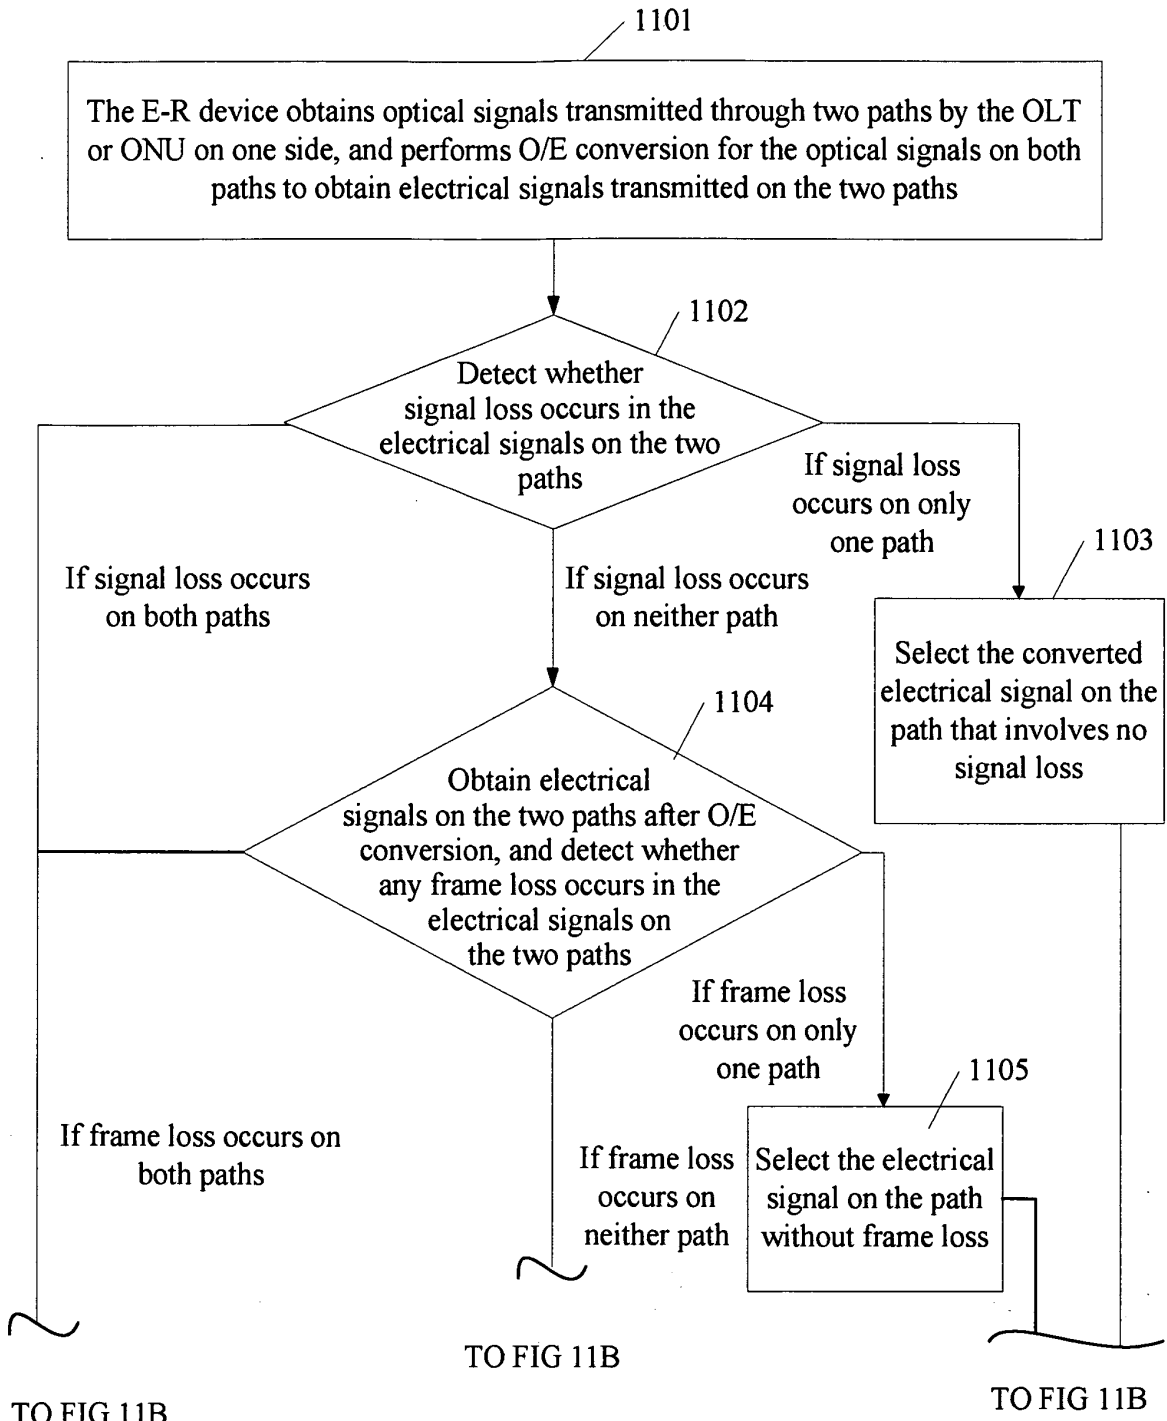 1101
The E-R device obtains optical signals transmitted through two paths by the OLT
or ONU on one side, and performs O/E conversion for the optical signals on both
paths to obtain electrical signals transmitted on the two paths
1102
Detect whether
signal loss occurs in the
electrical signals on the two
paths
If signal loss
occurs on only
one path
1103
If signal loss occurs
on both paths
If signal loss occurs
on neither path
Select the converted
electrical signal on the
path that involves no
signal loss
1104
Obtain electrical
signals on the two paths after O/E
conversion, and detect whether
any frame loss occurs in the
electrical signals on
the two paths
If frame loss
occurs on only
one path
1105
If frame loss occurs on
both paths
If frame loss
occurs on
neither path
Select the electrical
signal on the path
without frame loss
TO FIG 11B
TO FIG 11B
TO FIG 11B